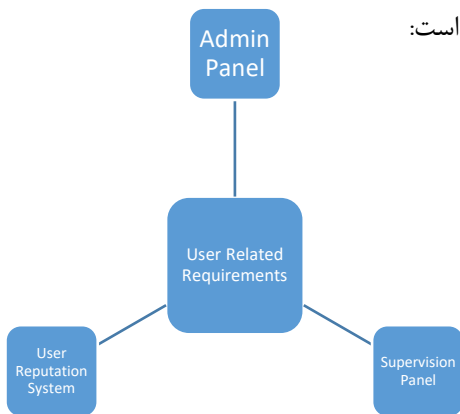 است:
Admin
Panel
User Related
Requirements
User
Reputation
System
Supervision
Panel